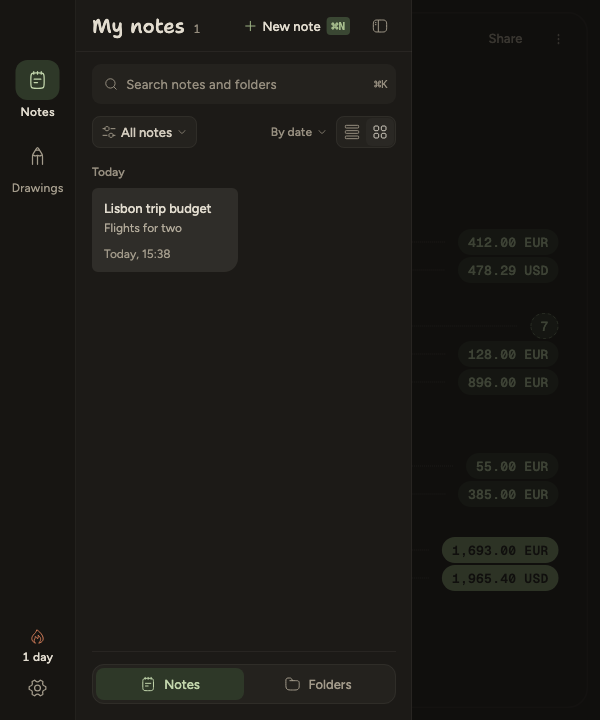 My notes 1
New note ⌘N
Share
Search notes and folders ⌘K
Notes
All notes
By date
Drawings
Today
Lisbon trip budget
Flights for two
Today, 15:38
412.00 EUR
478.29 USD
7
128.00 EUR
896.00 EUR
55.00 EUR
385.00 EUR
1,693.00 EUR
1,965.40 USD
1 day
Notes
Folders